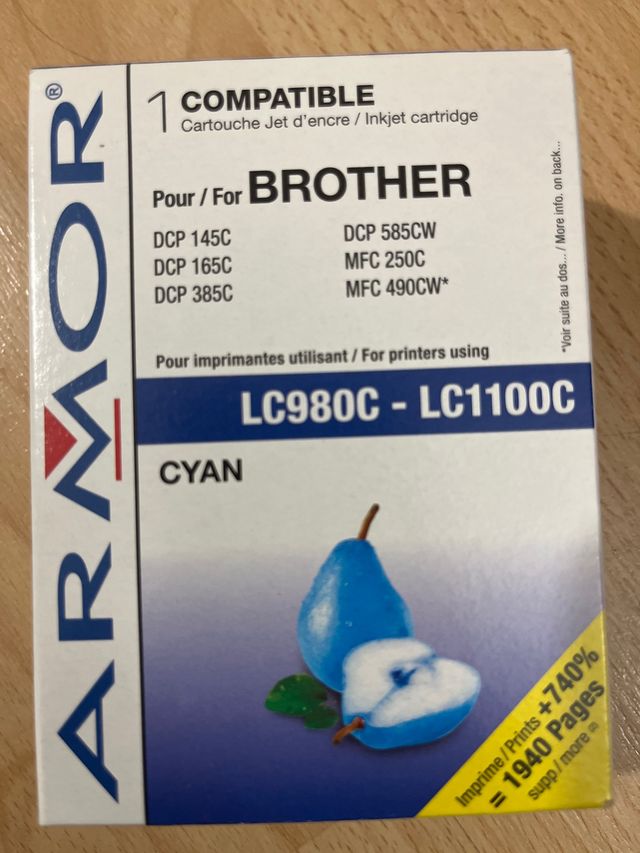 ARMOR®
1 COMPATIBLE
Cartouche Jet d'encre / Inkjet cartridge
Pour / For BROTHER
DCP 145C
DCP 165C
DCP 385C
DCP 585CW
MFC 250C
MFC 490CW*
*Voir suite au dos... / More info. on back...
Pour imprimantes utilisant / For printers using
LC980C - LC1100C
CYAN
Imprime / Prints +740%
= 1940 Pages
supp / more